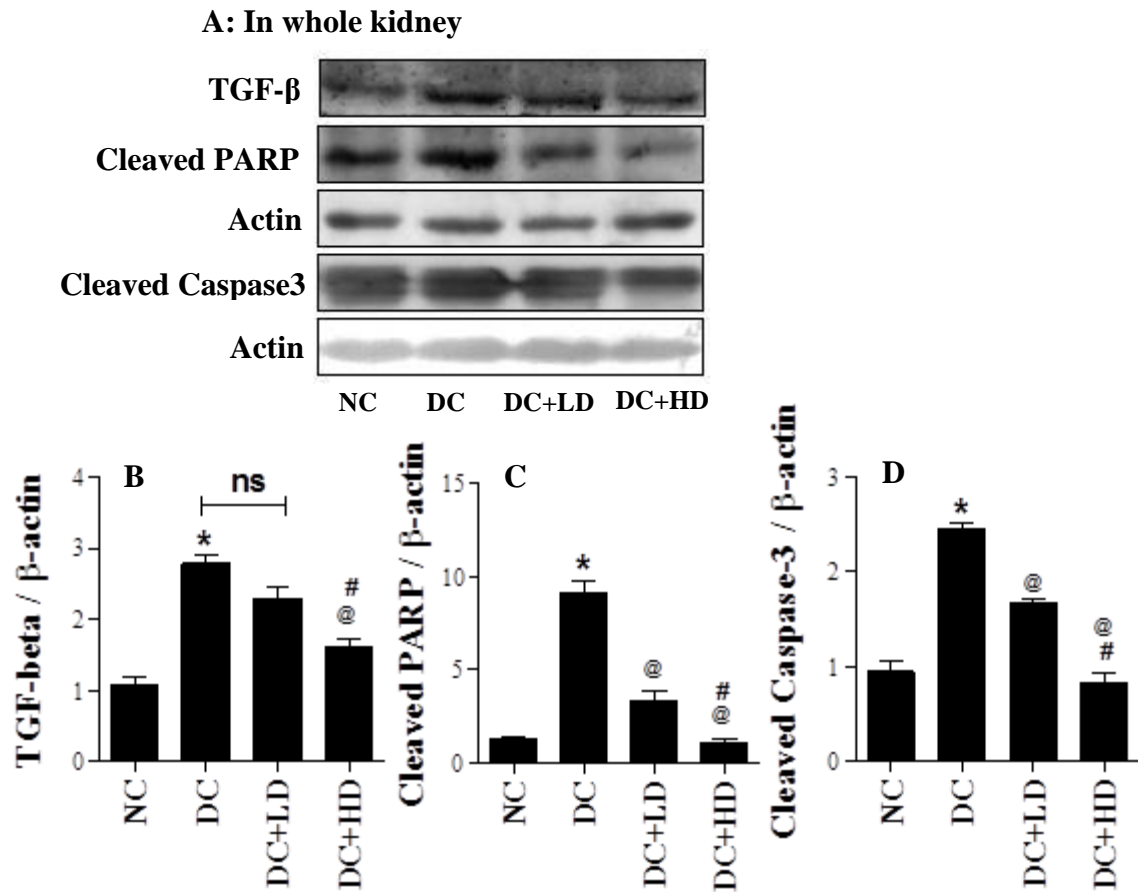 A: In whole kidney
TGF-β
Cleaved PARP
Actin
Cleaved Caspase3
Actin
NC DC DC+LD DC+HD
B
TGF-beta / β-actin
4
3
2
1
0
ns
*
#
@
NC
DC
DC+LD
DC+HD
C
Cleaved PARP / β-actin
15
10
5
0
*
@
#
@
NC
DC
DC+LD
DC+HD
D
Cleaved Caspase-3 / β-actin
3
2
1
0
*
@
@
#
NC
DC
DC+LD
DC+HD